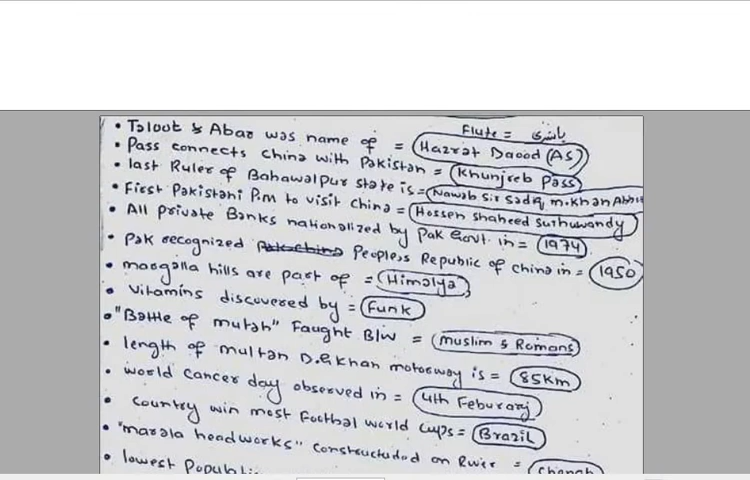 Flute = بانسری
• Taloot & Abar was name of = Hazrat Daood (AS)
• Pass connects China with Pakistan = Khunjreb Pass
• last Ruler of Bahawalpur state is = Nawab Sir Sadiq M.Khan Abbas
• First Pakistani P.m to visit China = Hossen Shaheed Suthuwandy
• All private Banks nationalized by Pak Govt. in = 1974
• Pak recognized Peoples Republic of China in = 1950
• margalla hills are part of = Himalya
• Vitamins discovered by = Funk
• "Battle of mutah" Faught B/w = muslim & Romans
• length of multan D.G Khan motorway is = 85km
• world Cancer day observed in = 4th Feburary
• Country win most Football world cups = Brazil
• "marala headworks" constructuded on River = Chenab
• lowest